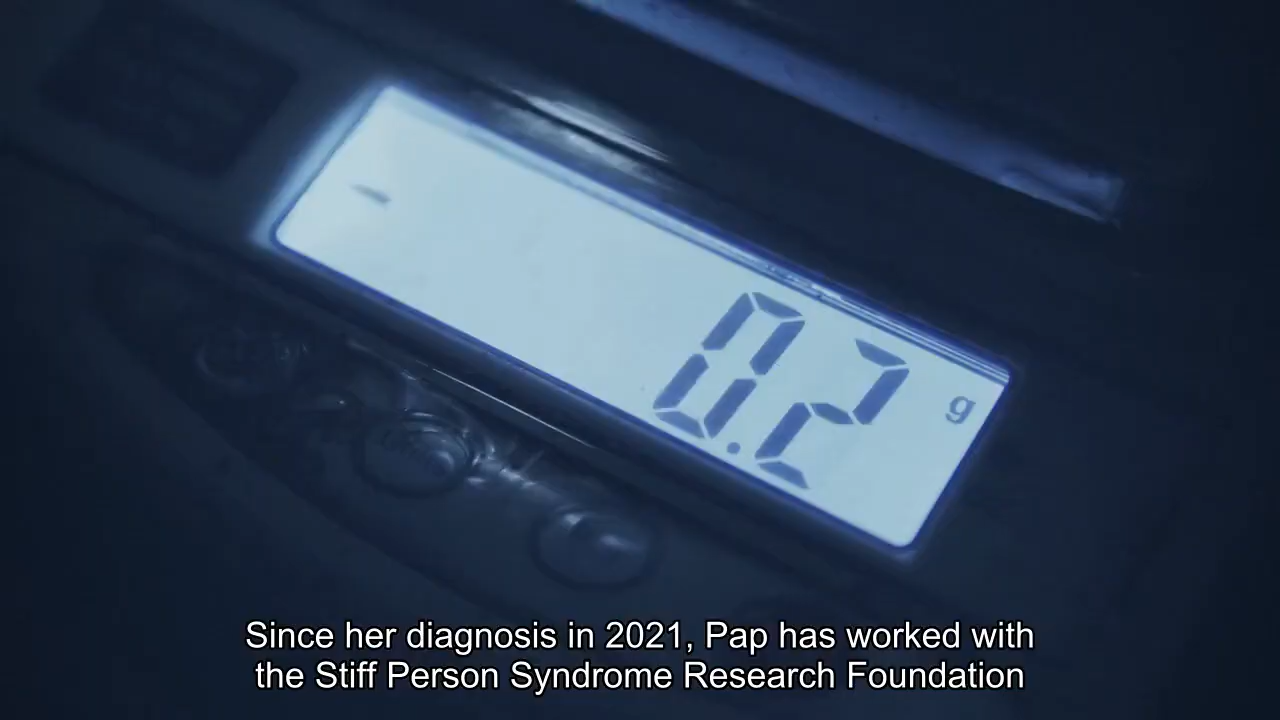 0.2 g
Since her diagnosis in 2021, Pap has worked with
the Stiff Person Syndrome Research Foundation